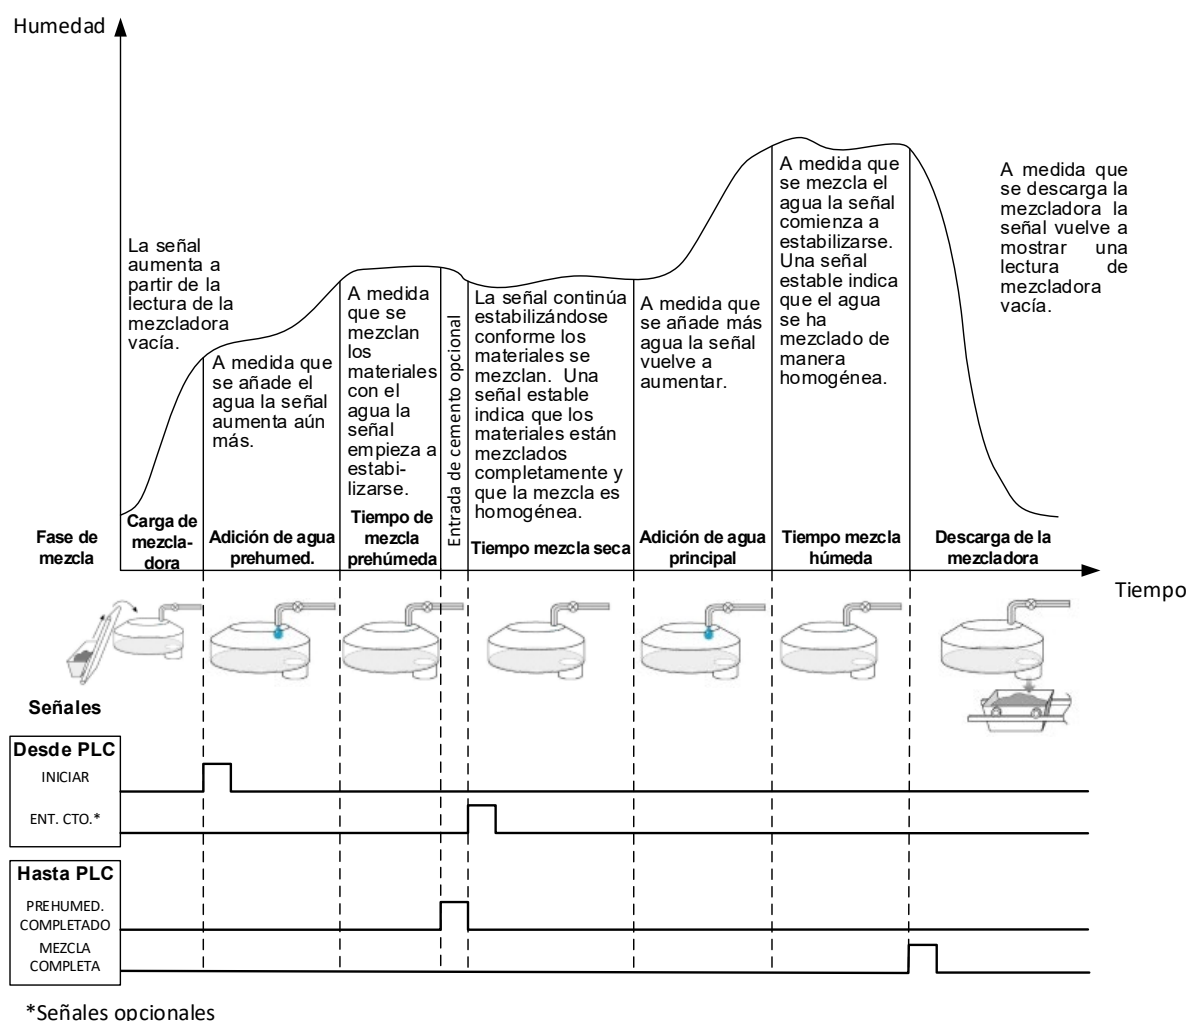 Humedad
La señal
aumenta a
partir de la
lectura de la
mezcladora
vacía.
A medida que
se añade el
agua la señal
aumenta aún
más.
A medida
que se
mezclan
los
materiales
con el
agua la
señal
empieza a
estabi-
lizarse.
Entrada de cemento opcional
La señal continúa
estabilizándose
conforme los
materiales se
mezclan. Una
señal estable
indica que los
materiales están
mezclados
completamente y
que la mezcla es
homogénea.
A medida que
se añade más
agua la señal
vuelve a
aumentar.
A medida que
se mezcla el
agua la señal
comienza a
estabilizarse.
Una señal
estable indica
que el agua
se ha
mezclado de
manera
homogénea.
A medida que
se descarga la
mezcladora la
señal vuelve a
mostrar una
lectura de
mezcladora
vacía.
Fase de
mezcla
Carga de
mezcla-
dora
Adición de agua
prehumed.
Tiempo de
mezcla
prehúmeda
Tiempo mezcla seca
Adición de agua
principal
Tiempo mezcla
húmeda
Descarga de la
mezcladora
Tiempo
Señales
Desde PLC
INICIAR
ENT. CTO.*
Hasta PLC
PREHUMED.
COMPLETADO
MEZCLA
COMPLETA
*Señales opcionales